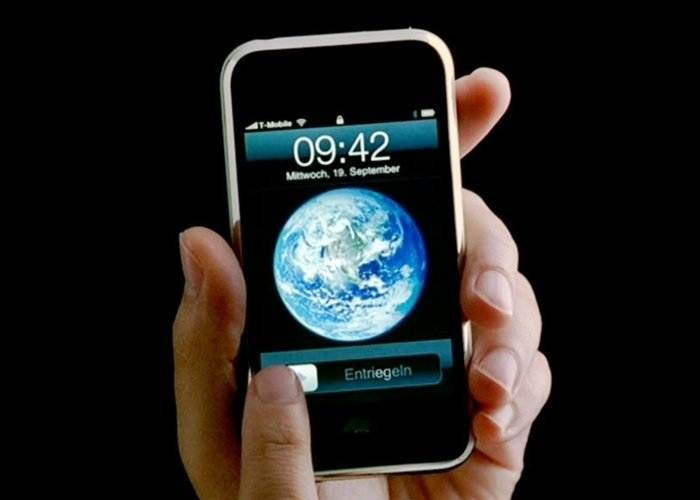 T-Mobile
09:42
Mittwoch, 19. September
Entriegeln